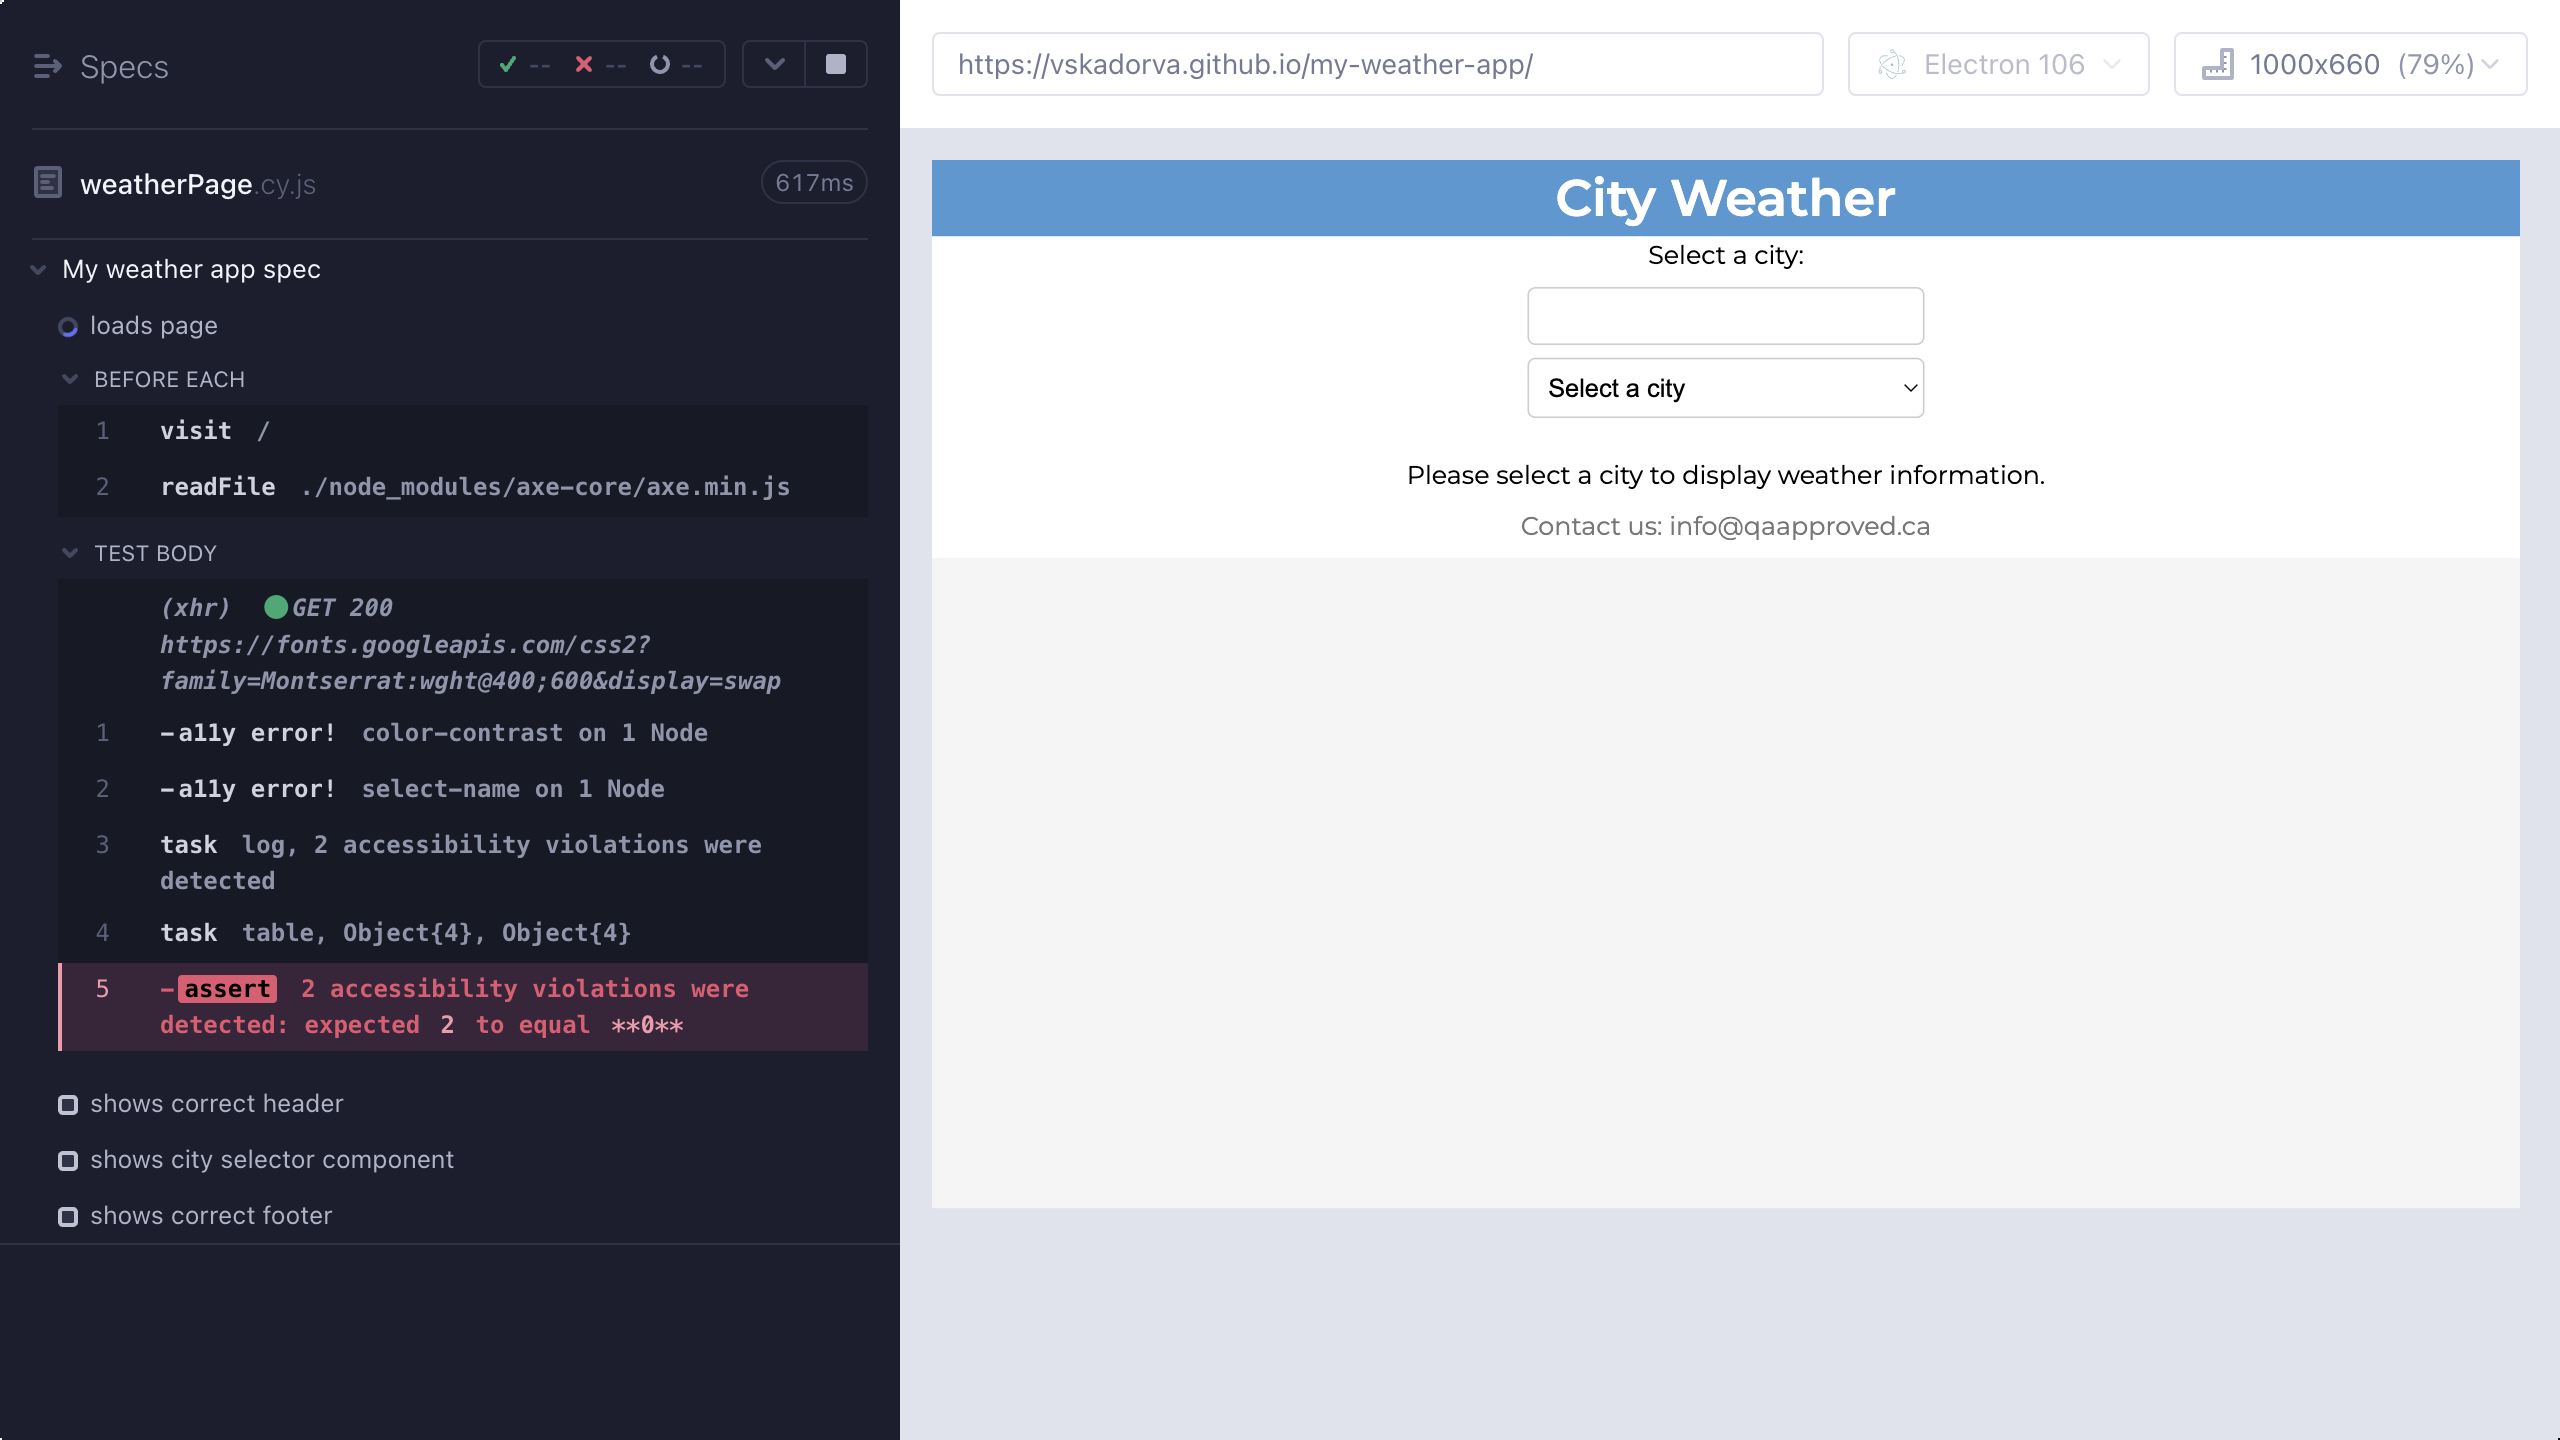 Specs
-- -- --
weatherPage.cy.js 617ms
My weather app spec
loads page
BEFORE EACH
1 visit /
2 readFile ./node_modules/axe-core/axe.min.js
TEST BODY
(xhr) GET 200
https://fonts.googleapis.com/css2?
family=Montserrat:wght@400;600&display=swap
1 -a11y error! color-contrast on 1 Node
2 -a11y error! select-name on 1 Node
3 task log, 2 accessibility violations were
detected
4 task table, Object{4}, Object{4}
5 -assert 2 accessibility violations were
detected: expected 2 to equal **0**
shows correct header
shows city selector component
shows correct footer
https://vskadorva.github.io/my-weather-app/
Electron 106
1000x660 (79%)
City Weather
Select a city:
Select a city
Please select a city to display weather information.
Contact us: info@qaapproved.ca